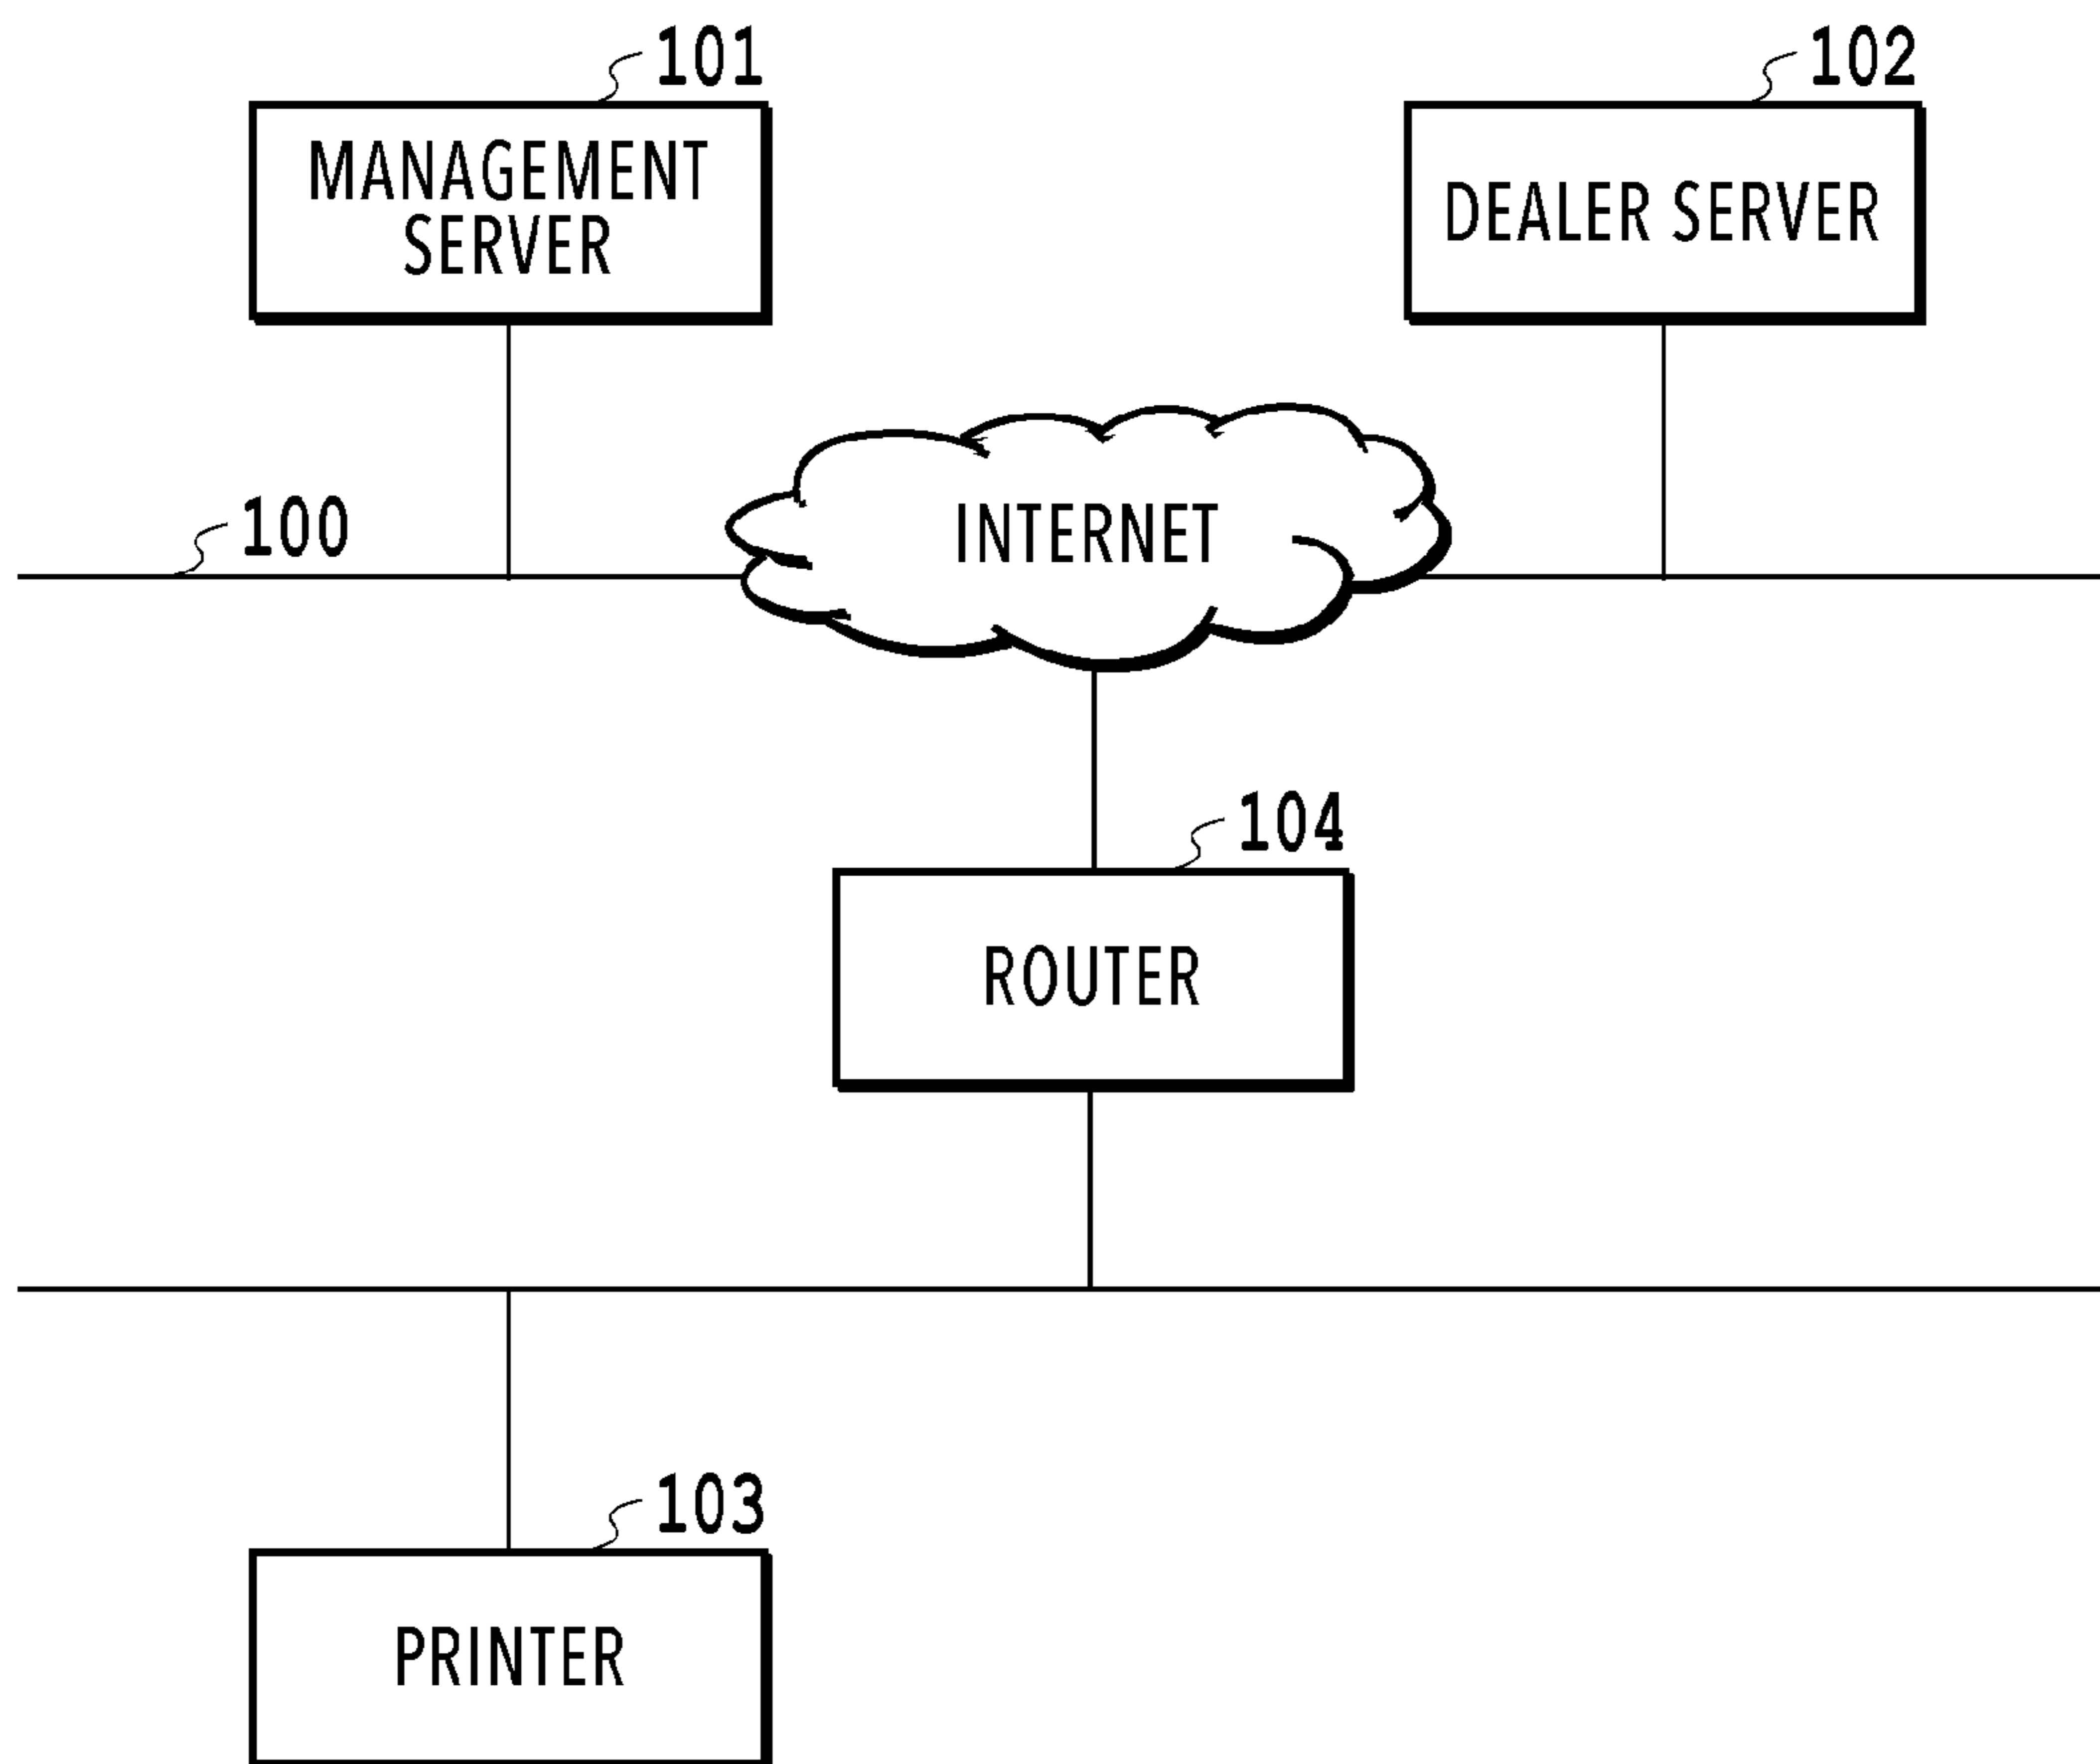 101
102
MANAGEMENT
SERVER
DEALER SERVER
100
INTERNET
104
ROUTER
103
PRINTER